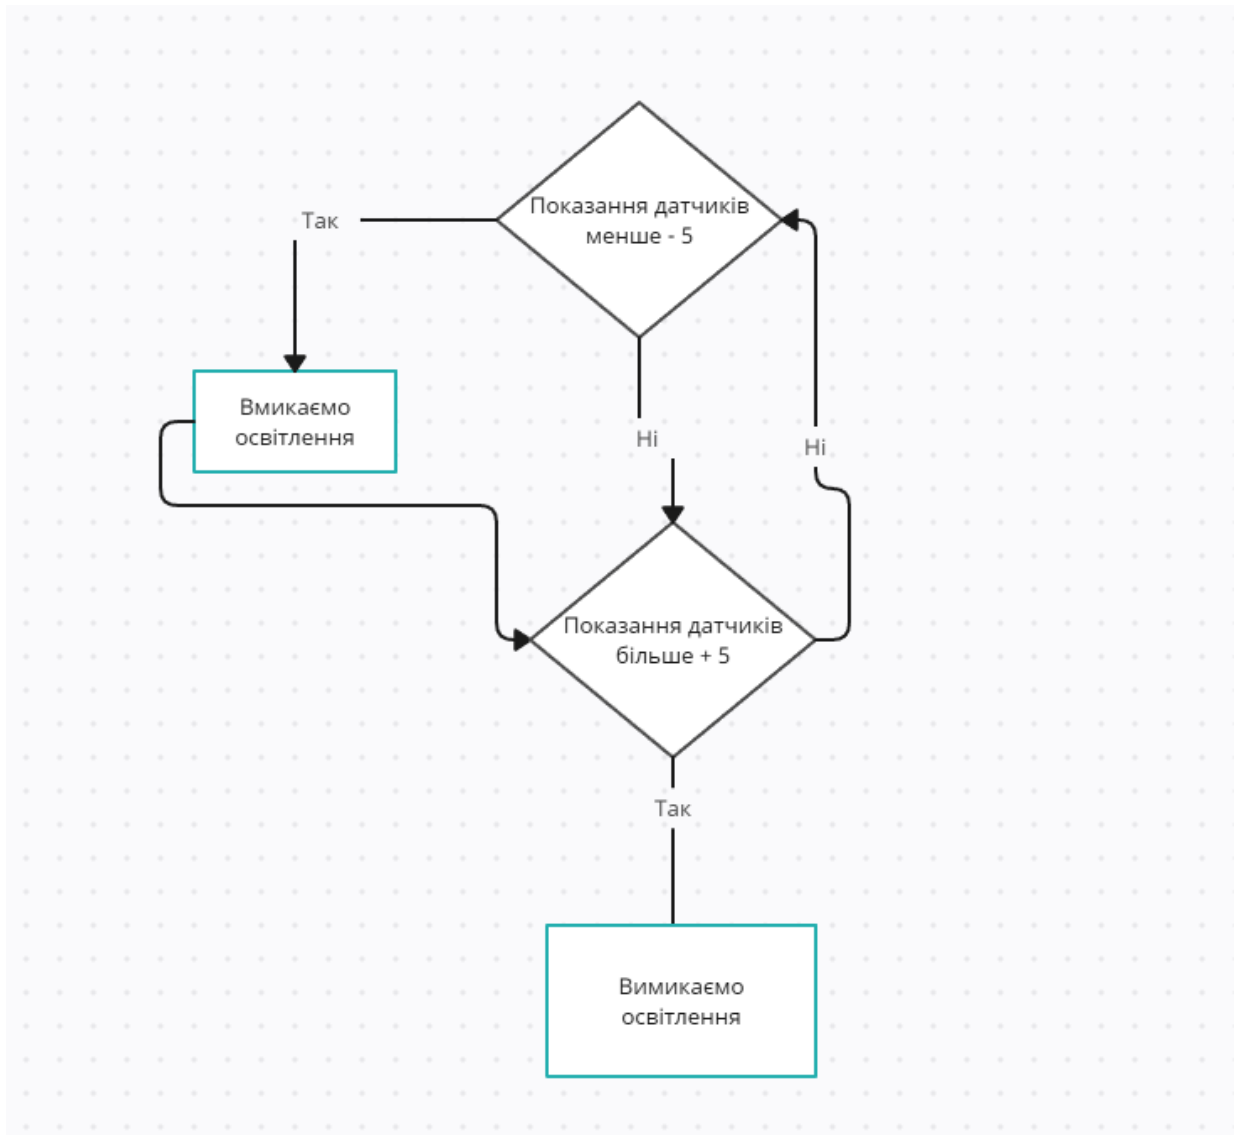 Показання датчиків
менше - 5
Так
Вмикаємо
освітлення
Ні
Ні
Показання датчиків
більше + 5
Так
Вимикаємо
освітлення